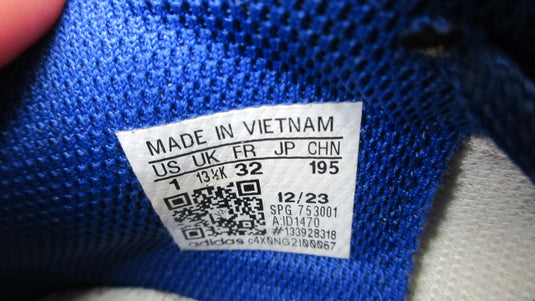 MADE IN VIETNAM
US UK FR JP CHN
1 13½K 32 195
12/23
SPG 753001
A:ID1470
#133928318
adidas c4X0NG2I00067